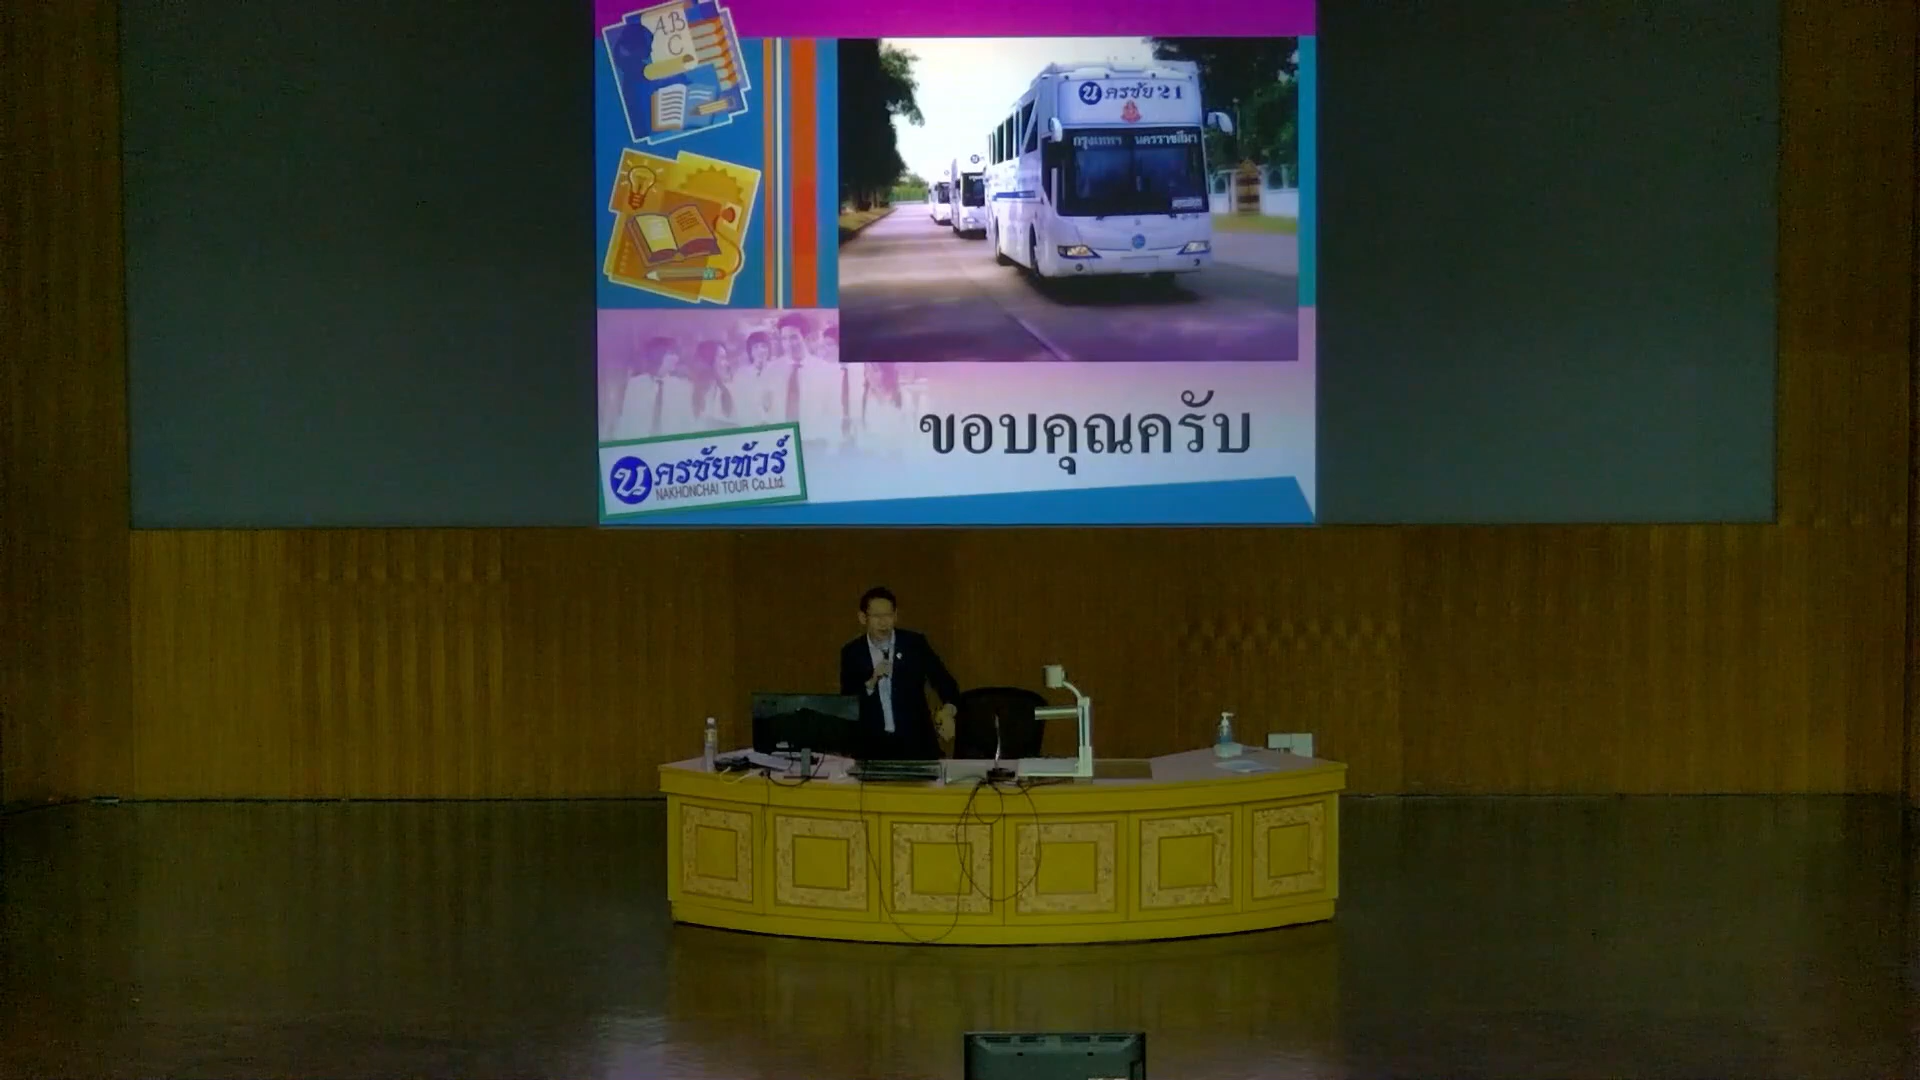 A B
C
นครชัย 21
กรุงเทพฯ นครราชสีมา
ขอบคุณครับ
นครชัยทัวร์
NAKHONCHAI TOUR Co.,Ltd.